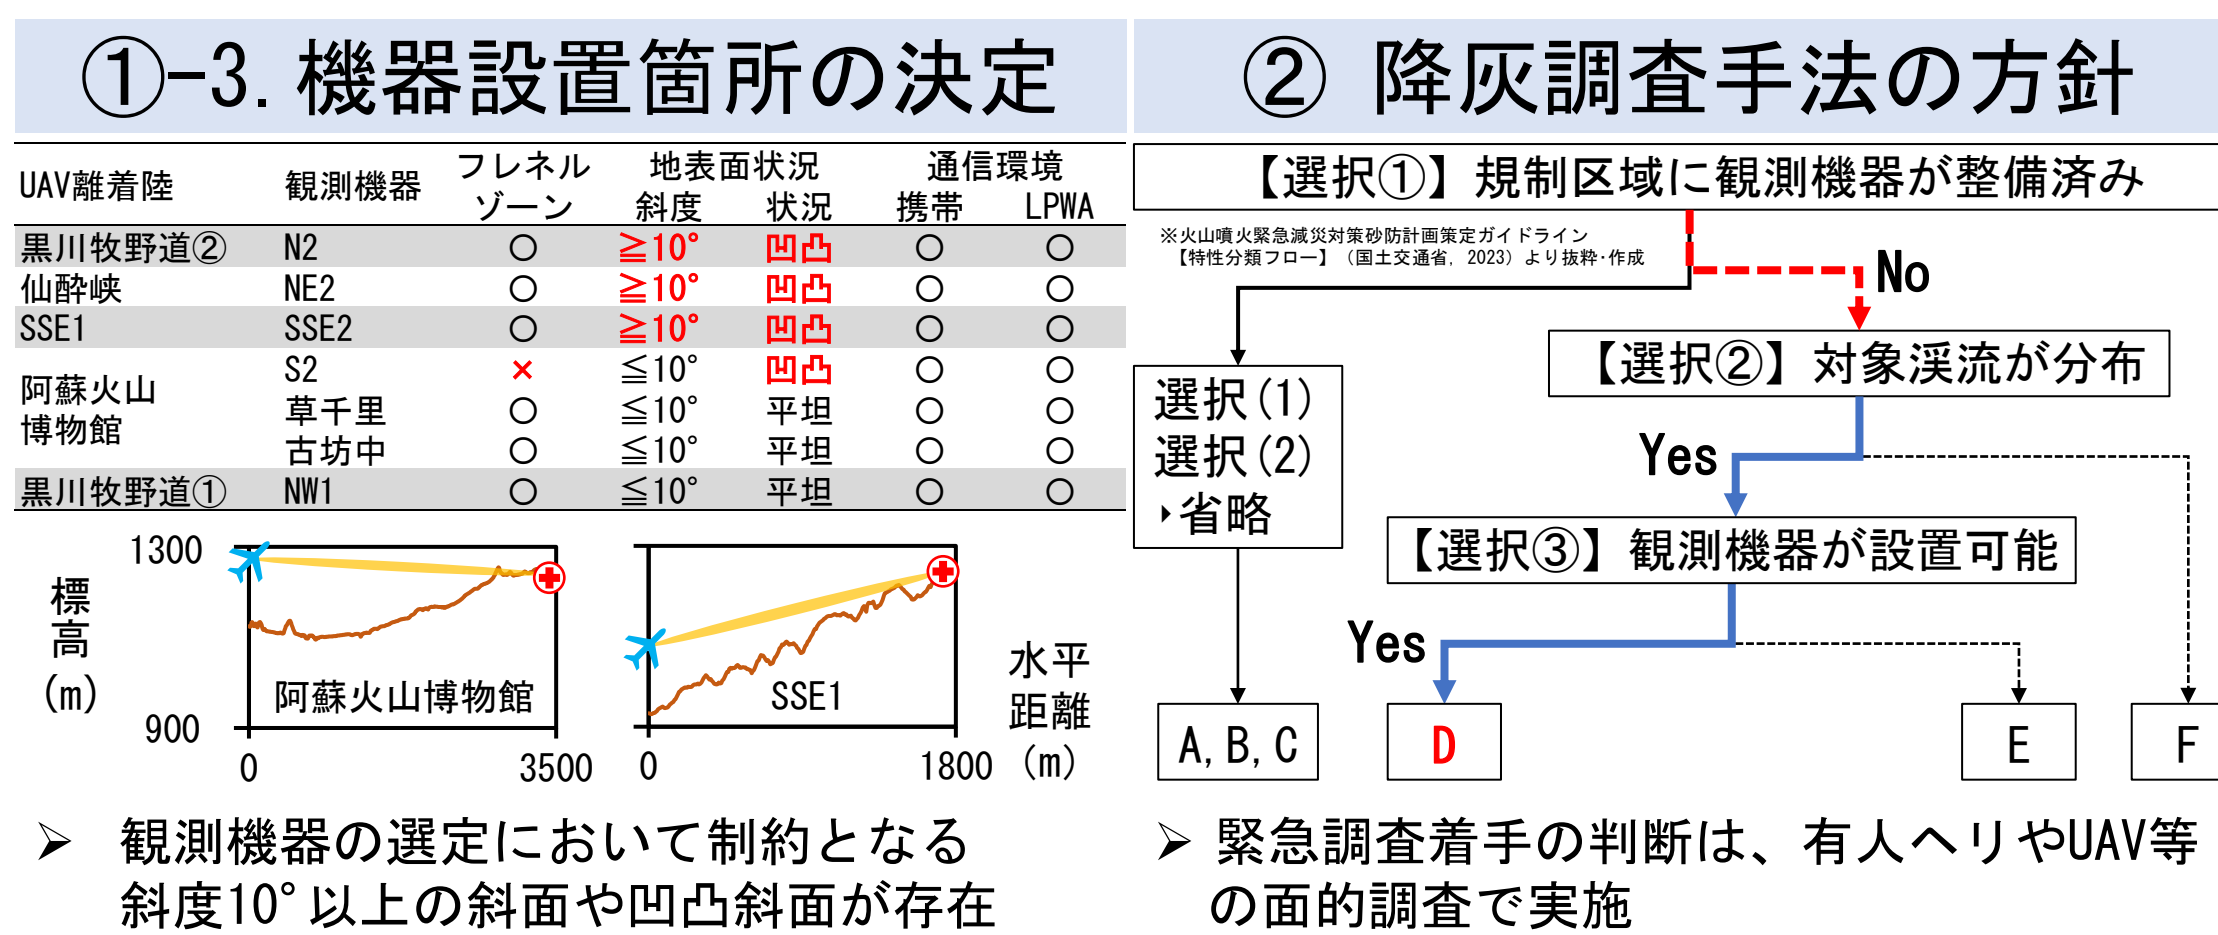 ①-3.機器設置箇所の決定
UAV離着陸 観測機器 フレネルゾーン 地表面状況 通信環境
斜度 状況 携帯 LPWA
黒川牧野道② N2 ○ ≧10° 凹凸 ○ ○
仙酔峡 NE2 ○ ≧10° 凹凸 ○ ○
SSE1 SSE2 ○ ≧10° 凹凸 ○ ○
阿蘇火山博物館 S2 × ≦10° 凹凸 ○ ○
草千里 ○ ≦10° 平坦 ○ ○
古坊中 ○ ≦10° 平坦 ○ ○
黒川牧野道① NW1 ○ ≦10° 平坦 ○ ○
標高(m)
1300
900
阿蘇火山博物館
0 3500
SSE1
0 1800
水平
距離
(m)
➢ 観測機器の選定において制約となる
斜度10°以上の斜面や凹凸斜面が存在
② 降灰調査手法の方針
【選択①】規制区域に観測機器が整備済み
※火山噴火緊急減災対策砂防計画策定ガイドライン
【特性分類フロー】（国土交通省, 2023）より抜粋・作成
No
【選択②】対象渓流が分布
選択(1)
選択(2)
▸省略
Yes
【選択③】観測機器が設置可能
Yes
A, B, C
D
E
F
➢ 緊急調査着手の判断は、有人ヘリやUAV等
の面的調査で実施